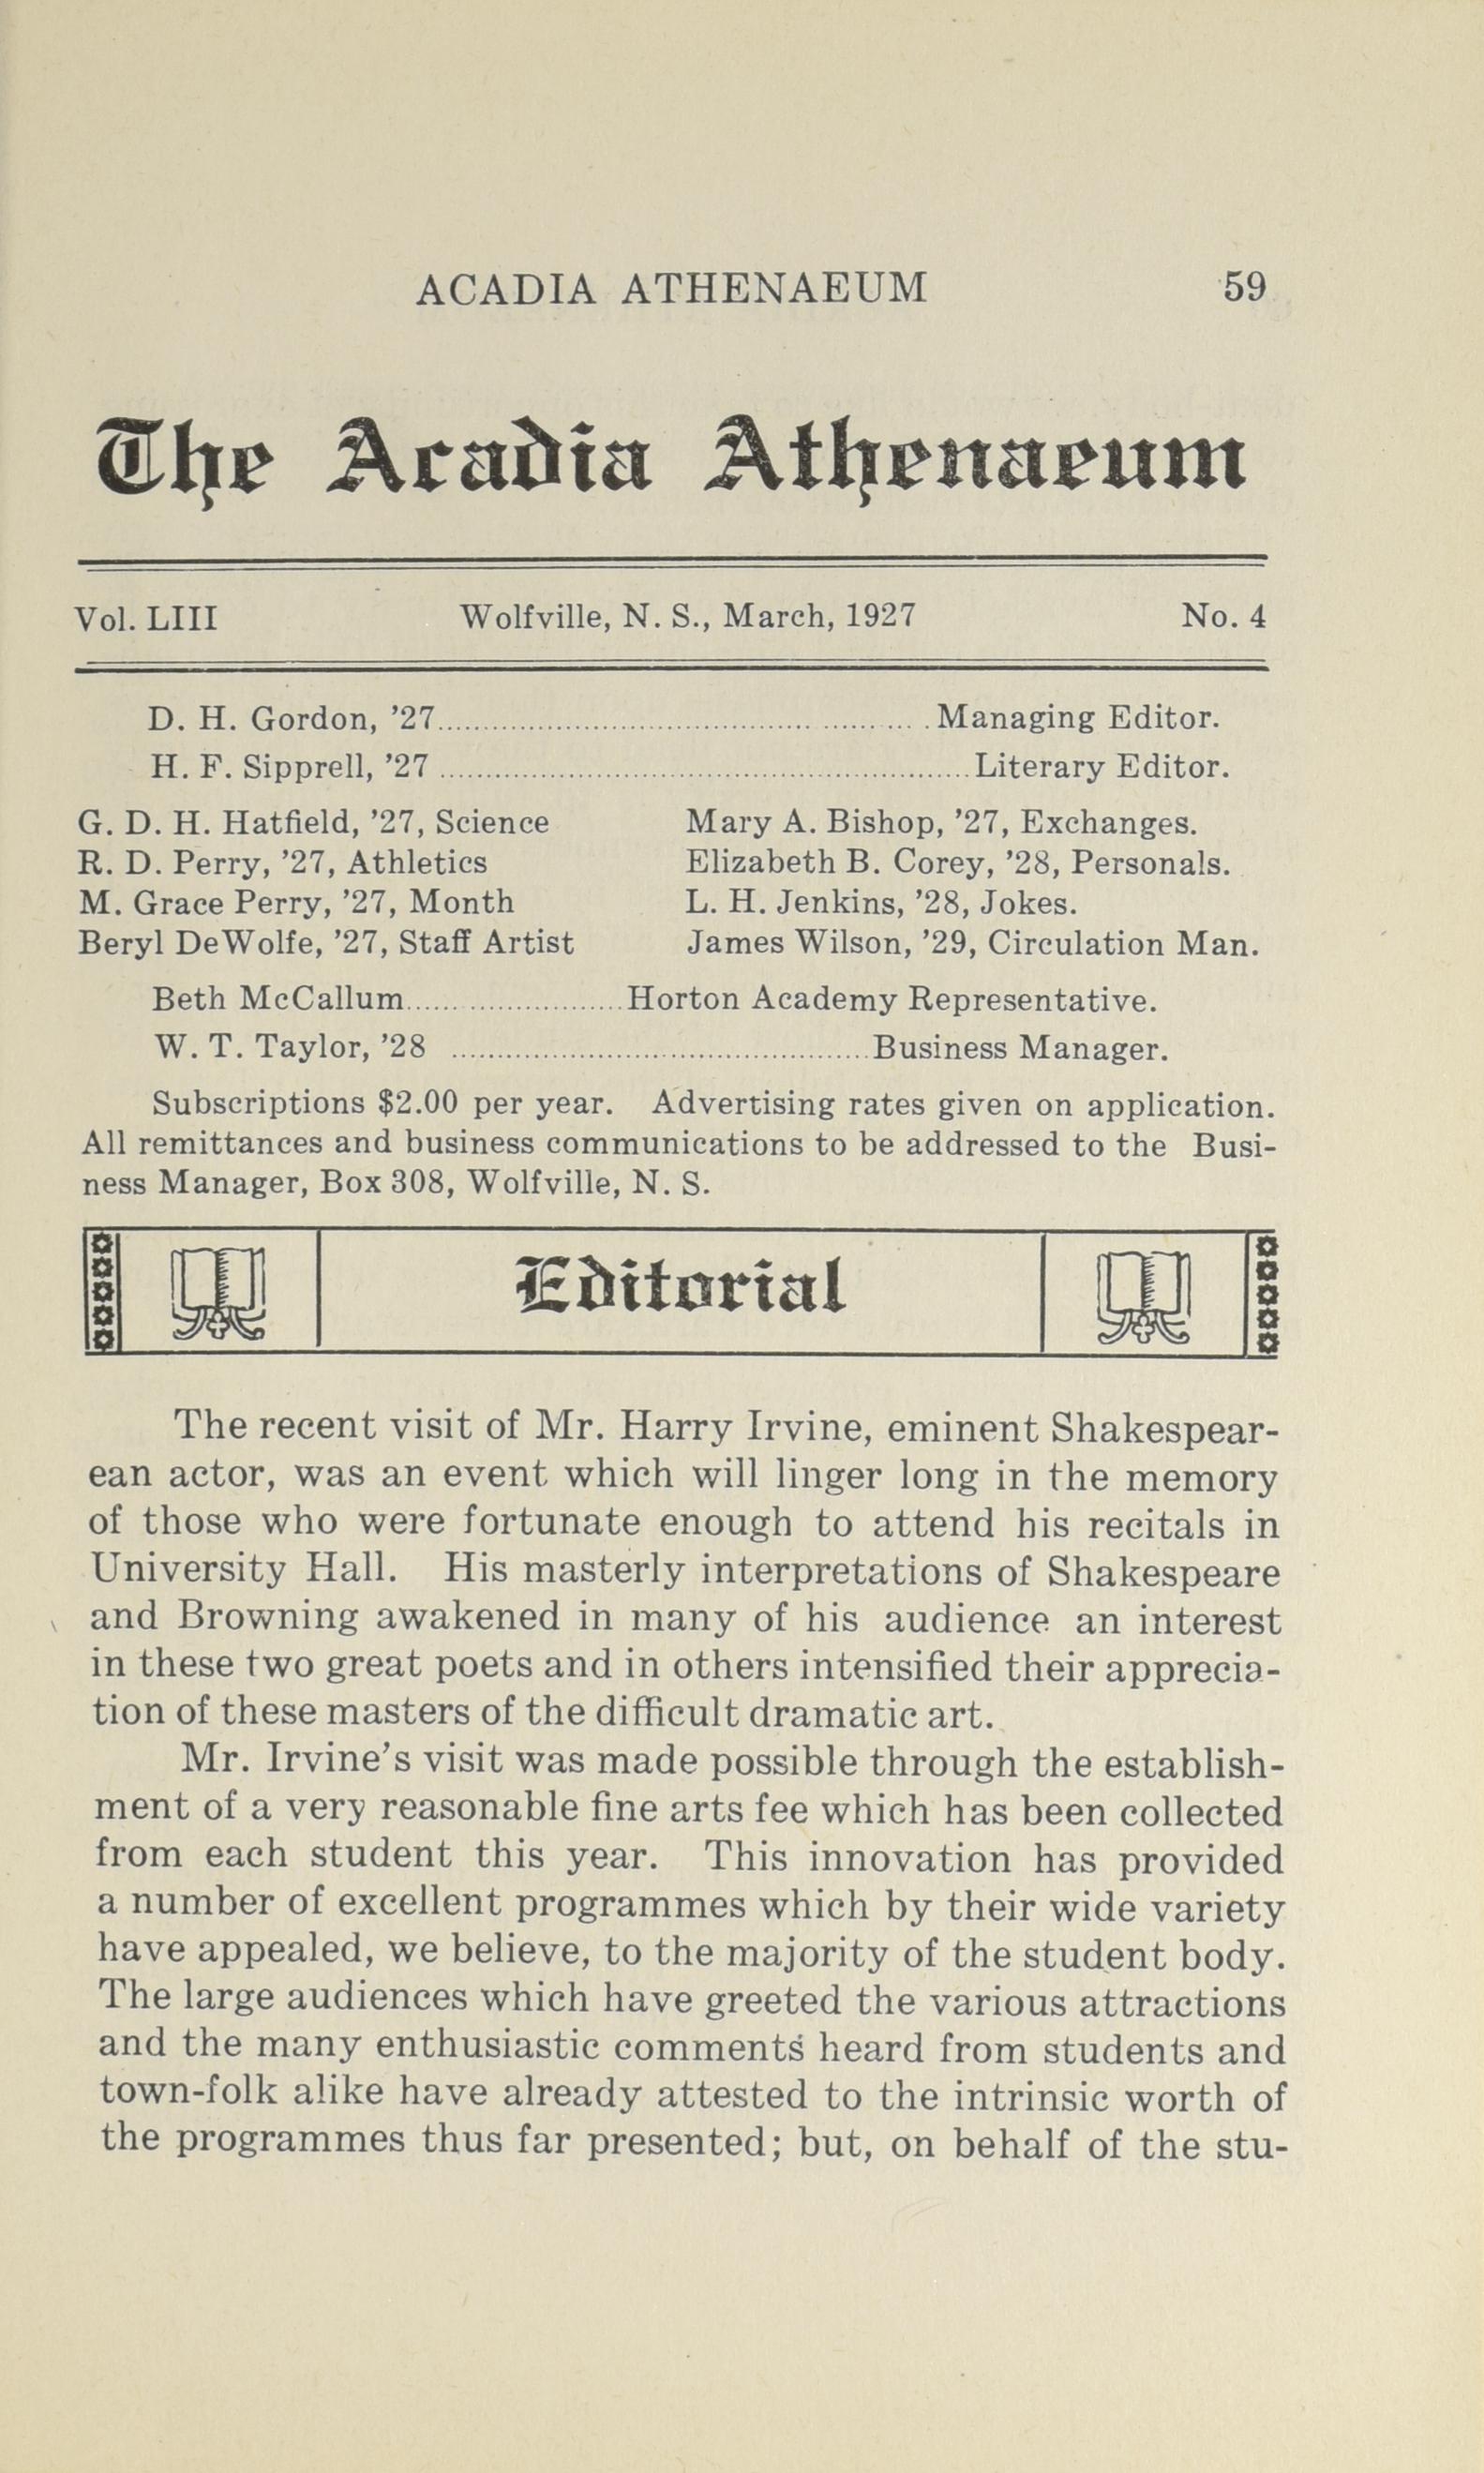 ACADIA ATHENAEUM 59
The Acadia Athenaeum
Vol. LIII Wolfville, N. S., March, 1927 No. 4
D. H. Gordon, ’27.......................................................Managing Editor.
H. F. Sipprell, ’27..........................................................Literary Editor.
G. D. H. Hatfield, ’27, Science Mary A. Bishop, ’27, Exchanges.
R. D. Perry, ’27, Athletics Elizabeth B. Corey, ’28, Personals.
M. Grace Perry, ’27, Month L. H. Jenkins, ’28, Jokes.
Beryl DeWolfe, ’27, Staff Artist James Wilson, ’29, Circulation Man.
Beth McCallum........................Horton Academy Representative.
W. T. Taylor, ’28 ..............................................Business Manager.
Subscriptions $2.00 per year. Advertising rates given on application.
All remittances and business communications to be addressed to the Busi-
ness Manager, Box 308, Wolfville, N. S.
Editorial
The recent visit of Mr. Harry Irvine, eminent Shakespear-
ean actor, was an event which will linger long in the memory
of those who were fortunate enough to attend his recitals in
University Hall. His masterly interpretations of Shakespeare
and Browning awakened in many of his audience an interest
in these two great poets and in others intensified their apprecia-
tion of these masters of the difficult dramatic art.
Mr. Irvine’s visit was made possible through the establish-
ment of a very reasonable fine arts fee which has been collected
from each student this year. This innovation has provided
a number of excellent programmes which by their wide variety
have appealed, we believe, to the majority of the student body.
The large audiences which have greeted the various attractions
and the many enthusiastic comments heard from students and
town-folk alike have already attested to the intrinsic worth of
the programmes thus far presented; but, on behalf of the stu-